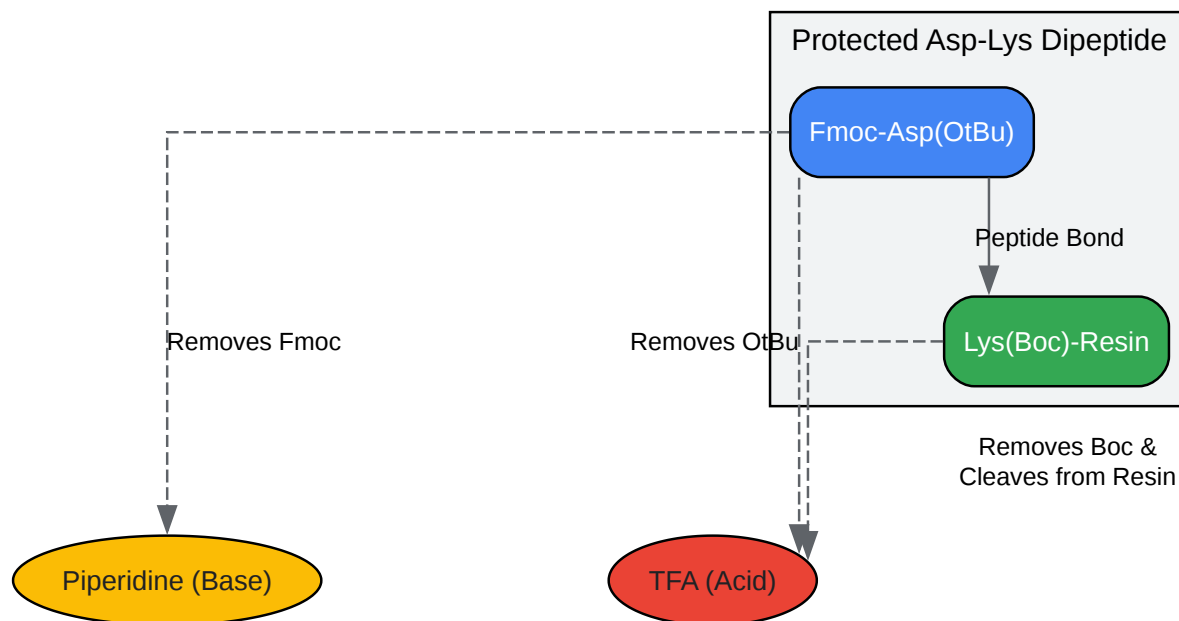 Protected Asp-Lys Dipeptide
Fmoc-Asp(OtBu)
Peptide Bond
Removes Fmoc
Removes OtBu
Lys(Boc)-Resin
Removes Boc &
Cleaves from Resin
Piperidine (Base)
TFA (Acid)